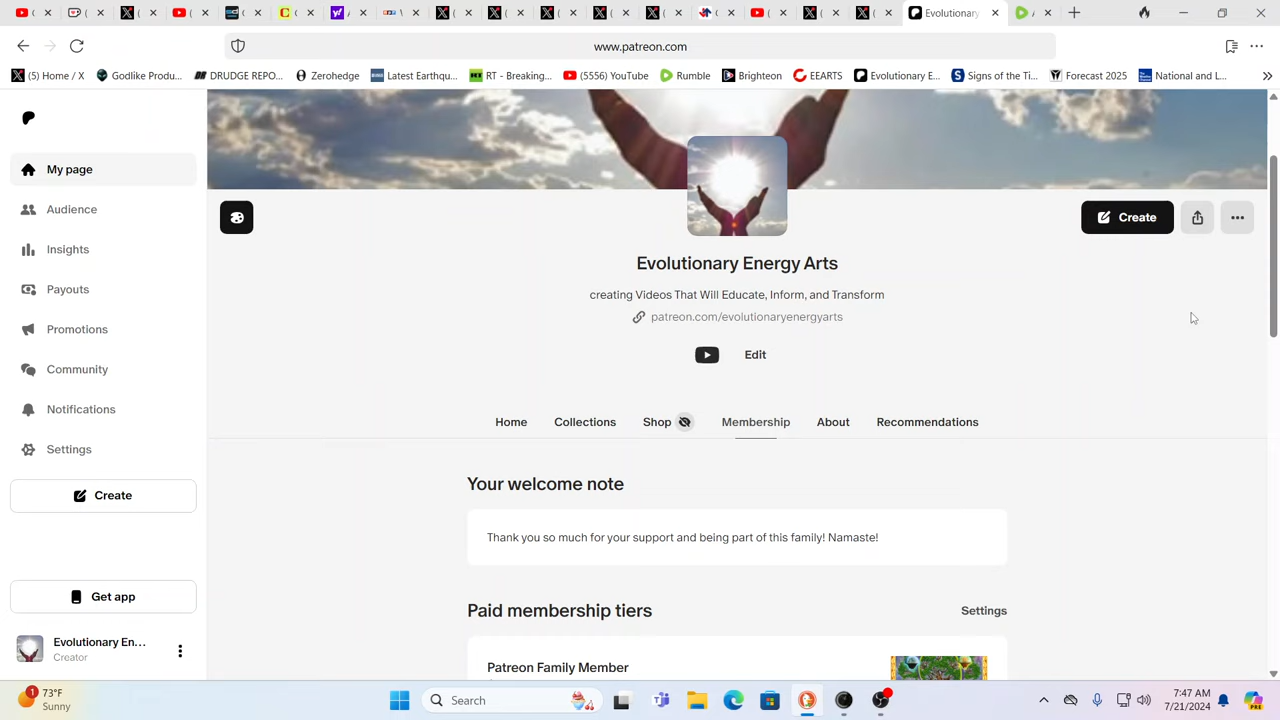 Evolutionary
www.patreon.com
(5) Home / X
Godlike Produ...
DRUDGE REPO...
Zerohedge
Latest Earthqu...
RT - Breaking...
(5556) YouTube
Rumble
Brighteon
EEARTS
Evolutionary E...
Signs of the Ti...
Forecast 2025
National and L...
My page
Audience
Insights
Payouts
Promotions
Community
Notifications
Settings
Create
Get app
Evolutionary En...
Creator
Create
Evolutionary Energy Arts
creating Videos That Will Educate, Inform, and Transform
patreon.com/evolutionaryenergyarts
Edit
Home Collections Shop Membership About Recommendations
Your welcome note
Thank you so much for your support and being part of this family! Namaste!
Paid membership tiers
Settings
Patreon Family Member
1
73°F
Sunny
Search
7:47 AM
7/21/2024